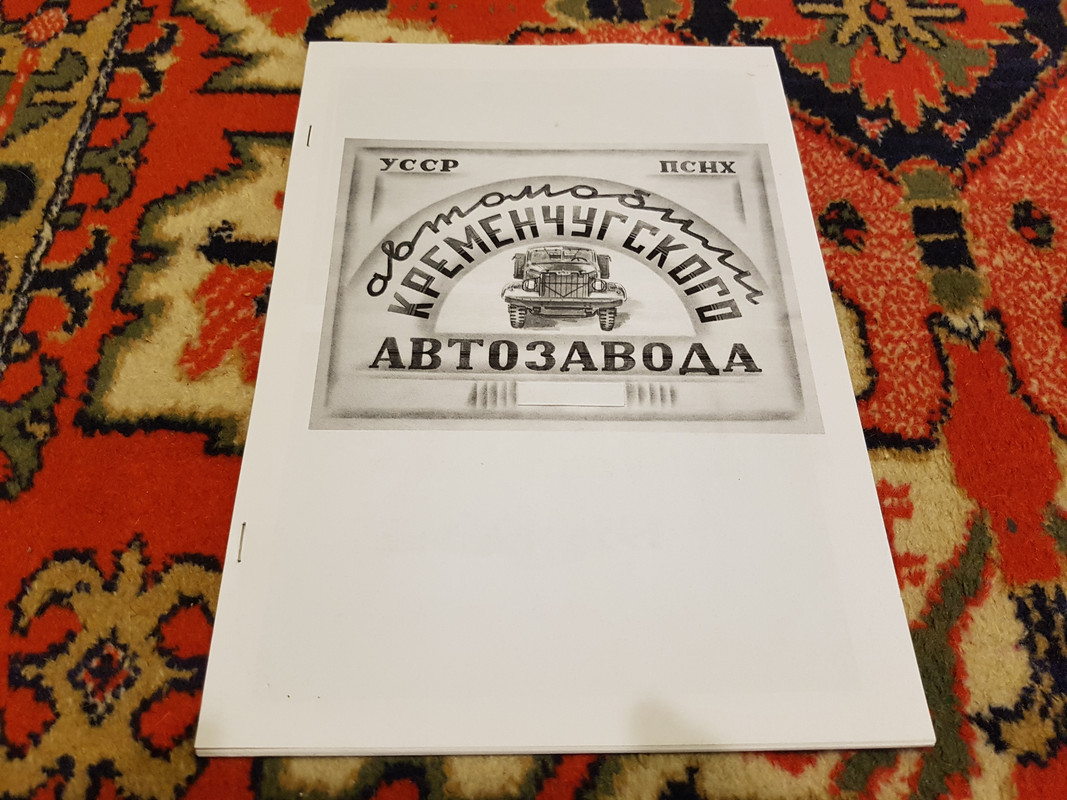 УССР ПСНХ
автомобили
КРЕМЕНЧУГСКОГО
АВТОЗАВОДА